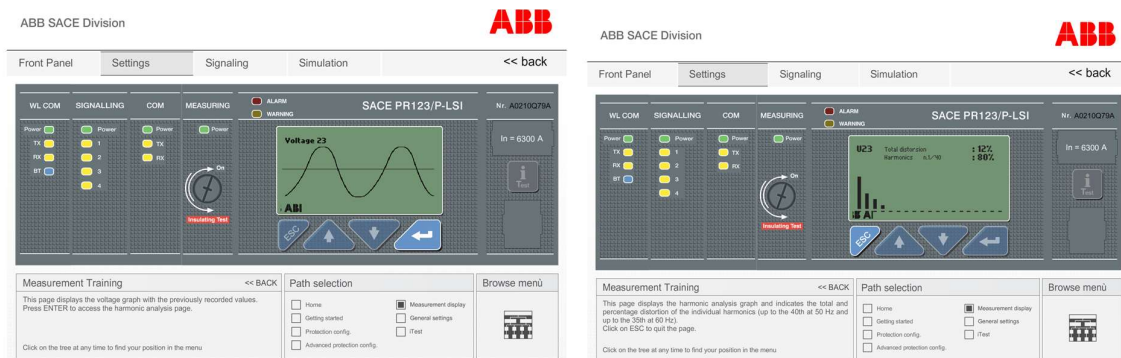 ABB SACE Division
ABB
Front Panel Settings Signaling Simulation << back
WL COM SIGNALLING COM MEASURING ALARM WARNING SACE PR123/P-LSI Nr. A0210Q79A
Power Power Power Power
TX 1 TX
RX 2 RX
BT 3
4
On
Insulating Test
Voltage 23
ABB
ESC
In = 6300 A
Test
Measurement Training << BACK
This page displays the voltage graph with the previously recorded values.
Press ENTER to access the harmonic analysis page.
Click on the tree at any time to find your position in the menu
Path selection
Home Measurement display
Getting started General settings
Protection config. iTest
Advanced protection config.
Browse menù
ABB SACE Division
ABB
Front Panel Settings Signaling Simulation << back
WL COM SIGNALLING COM MEASURING ALARM WARNING SACE PR123/P-LSI Nr. A0210Q79A
Power Power Power Power
TX 1 TX
RX 2 RX
BT 3
4
On
Insulating Test
U23 Total distorsion : 12%
Harmonics : 80%
ESC
In = 6300 A
Test
Measurement Training << BACK
This page displays the harmonic analysis graph and indicates the total and
percentage distortion of the individual harmonics (up to the 40th at 50 Hz and
up to the 35th at 60 Hz).
Click on ESC to quit the page.
Click on the tree at any time to find your position in the menu
Path selection
Home Measurement display
Getting started General settings
Protection config. iTest
Advanced protection config.
Browse menù